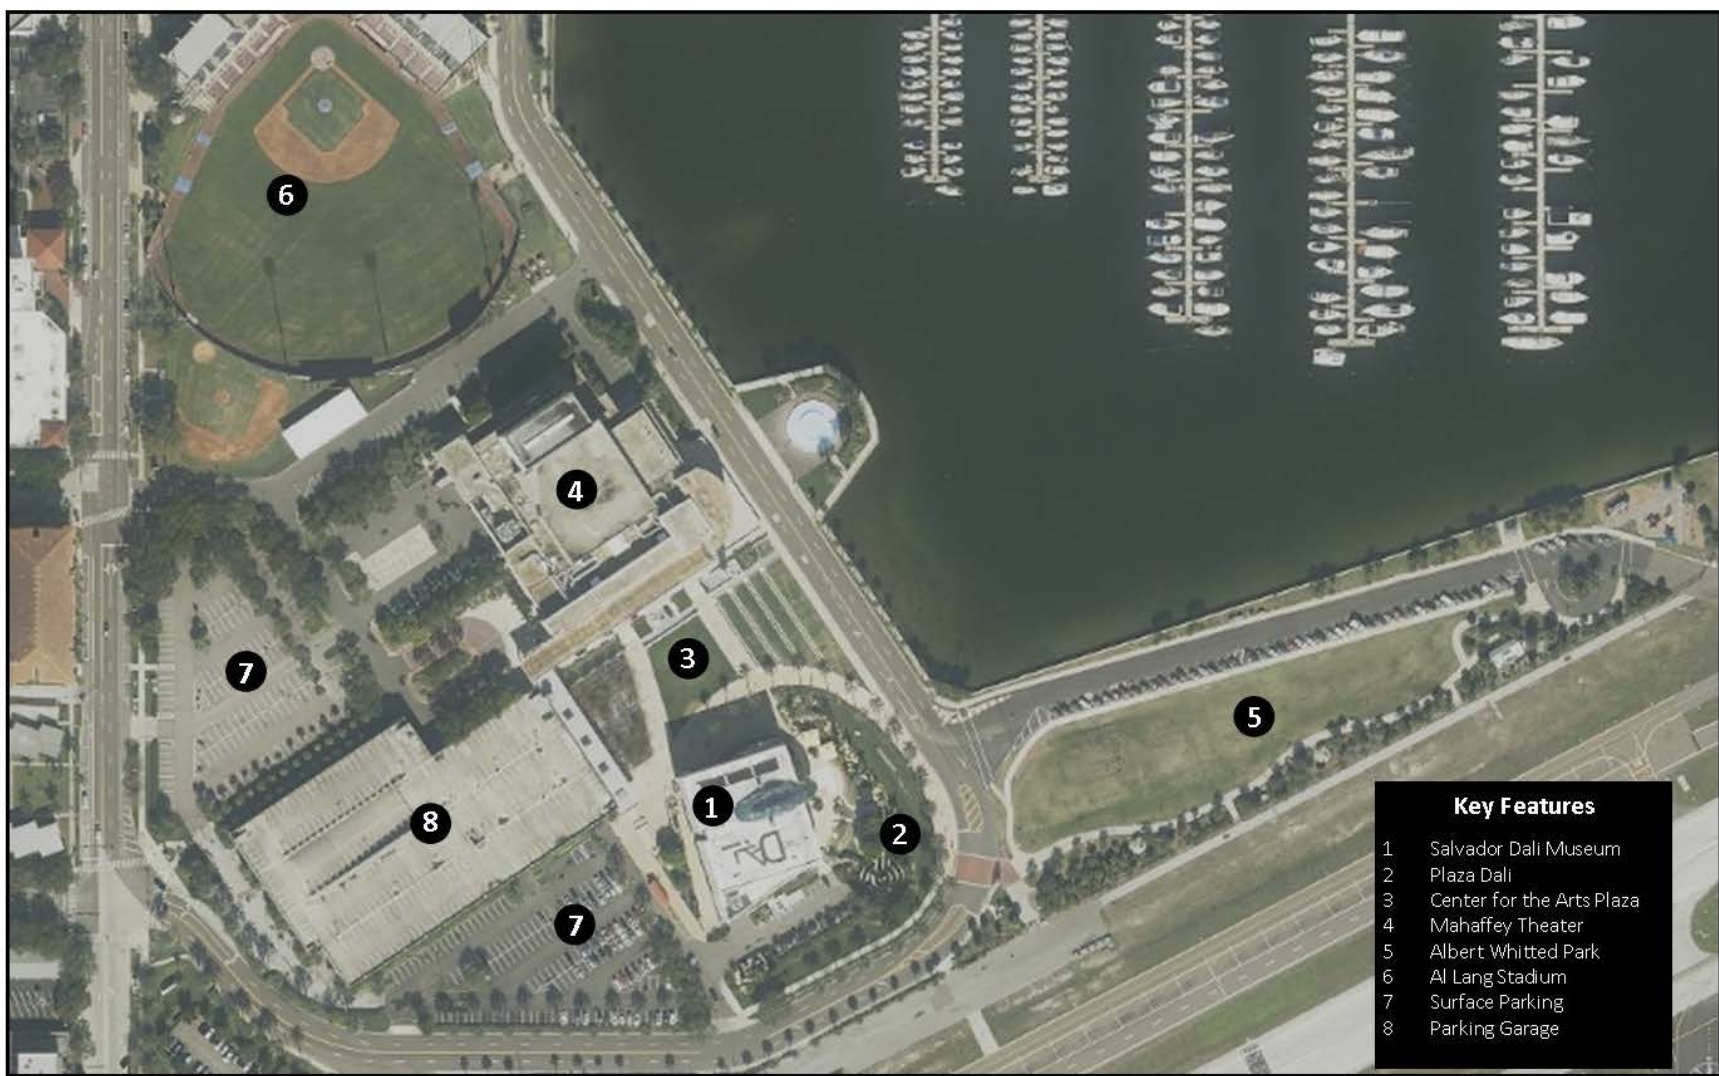 6
4
3
7
5
1
8
2
7
DALÍ
Key Features
1 Salvador Dali Museum
2 Plaza Dali
3 Center for the Arts Plaza
4 Mahaffey Theater
5 Albert Whitted Park
6 Al Lang Stadium
7 Surface Parking
8 Parking Garage